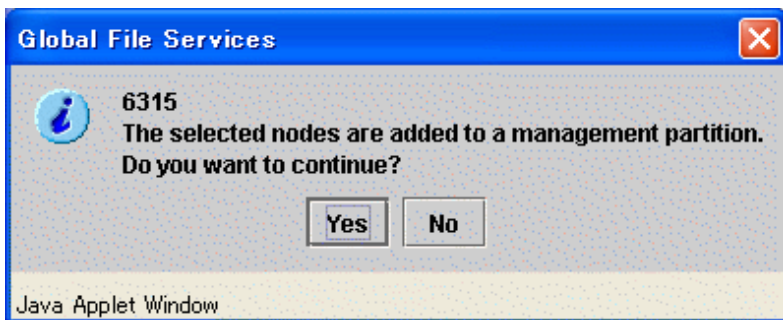 Global File Services
6315
The selected nodes are added to a management partition.
Do you want to continue?
Yes No
Java Applet Window